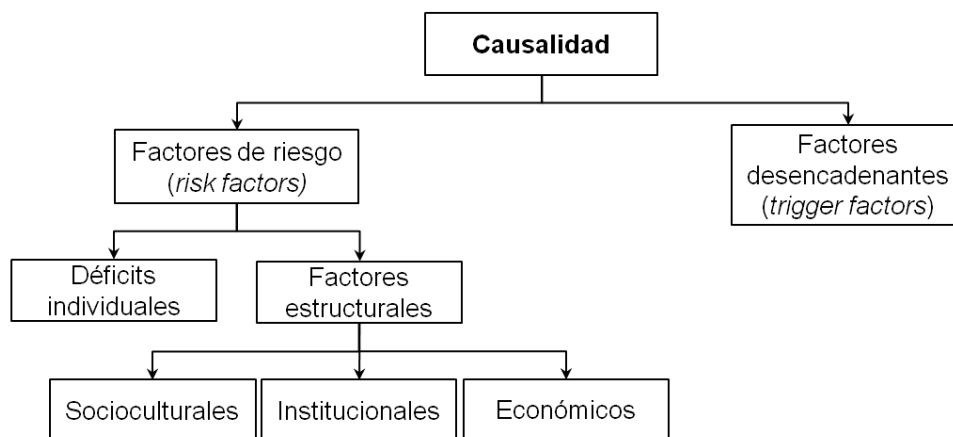 Causalidad
Factores de riesgo
(risk factors)
Factores
desencadenantes
(trigger factors)
Déficits
individuales
Factores
estructurales
Socioculturales
Institucionales
Económicos